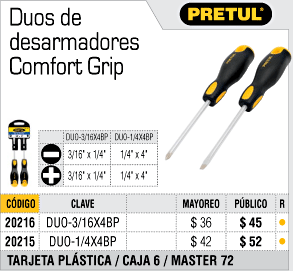 Duos de
desarmadores
Comfort Grip
PRETUL®
DUO-3/16X4BP DUO-1/4X4BP
3/16" x 1/4" 1/4" x 4"
3/16" x 1/4" 1/4" x 4"
CÓDIGO CLAVE MAYOREO PÚBLICO R
20216 DUO-3/16X4BP $ 36 $ 45
20215 DUO-1/4X4BP $ 42 $ 52
TARJETA PLÁSTICA / CAJA 6 / MASTER 72